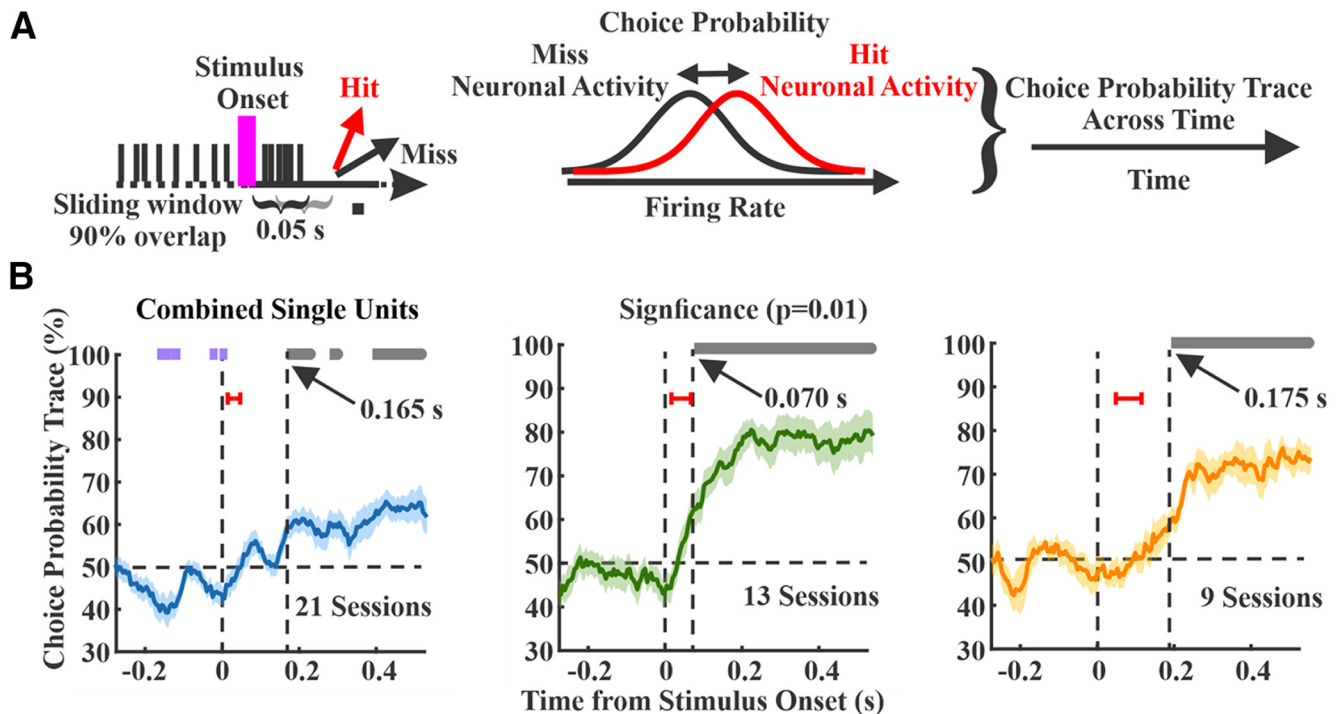 A
Choice Probability
Stimulus
Onset
Hit
Miss
Sliding window
90% overlap
0.05 s
Miss
Neuronal Activity
Hit
Neuronal Activity
Firing Rate
Choice Probability Trace
Across Time
Time
B
Combined Single Units
Signficance (p=0.01)
Choice Probability Trace (%)
100
90
80
70
60
50
40
30
0.165 s
21 Sessions
-0.2
0
0.2
0.4
100
90
80
70
60
50
40
30
0.070 s
13 Sessions
-0.2
0
0.2
0.4
100
90
80
70
60
50
40
30
0.175 s
9 Sessions
-0.2
0
0.2
0.4
Time from Stimulus Onset (s)